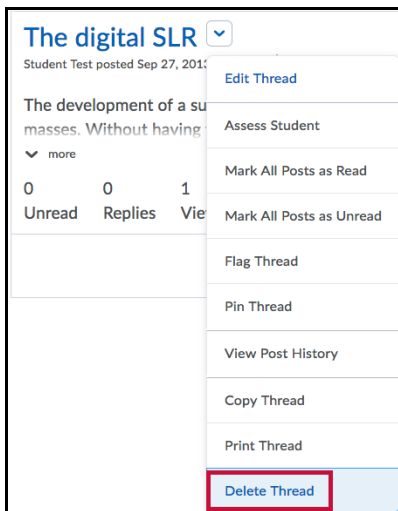 The digital SLR
Student Test posted Sep 27, 2013
The development of a su
masses. Without having
more
0 0 1
Unread Replies Vie
Edit Thread
Assess Student
Mark All Posts as Read
Mark All Posts as Unread
Flag Thread
Pin Thread
View Post History
Copy Thread
Print Thread
Delete Thread